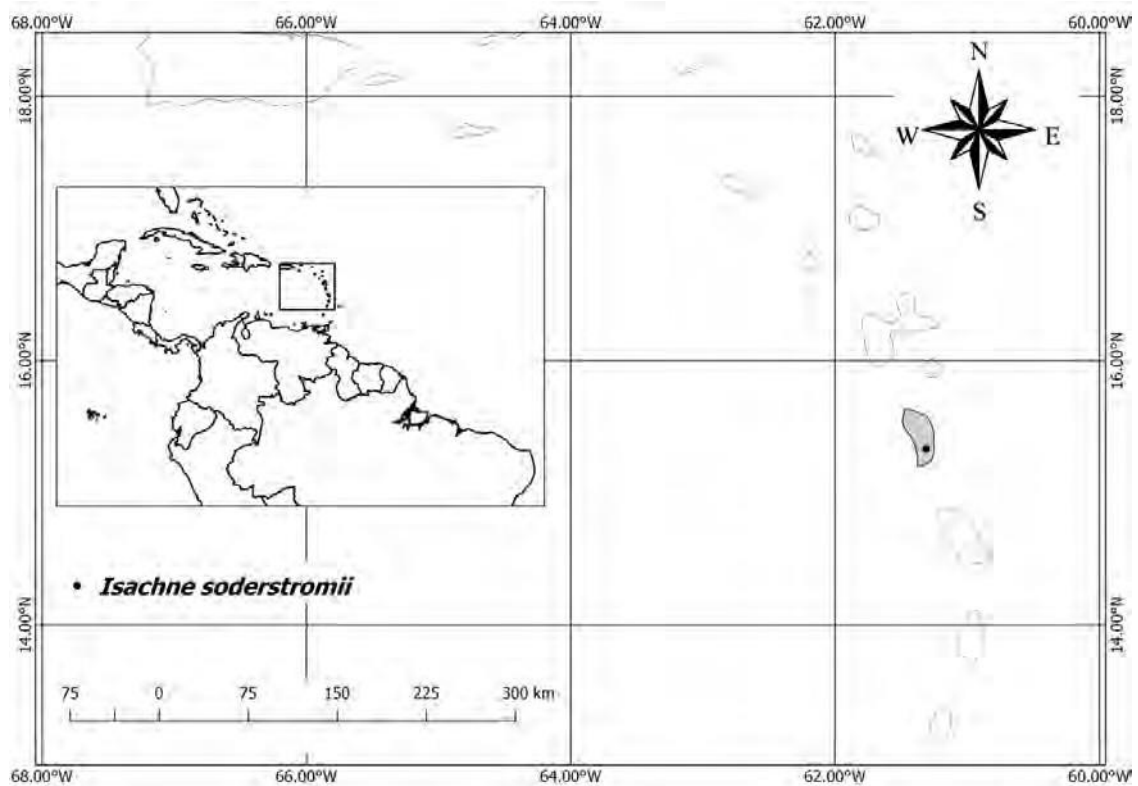 68.00°W 66.00°W 64.00°W 62.00°W 60.00°W
18.00°N 18.00°N
N
W E
S
16.00°N 16.00°N
Isachne soderstromii
14.00°N 14.00°N
75 0 75 150 225 300 km
68.00°W 66.00°W 64.00°W 62.00°W 60.00°W